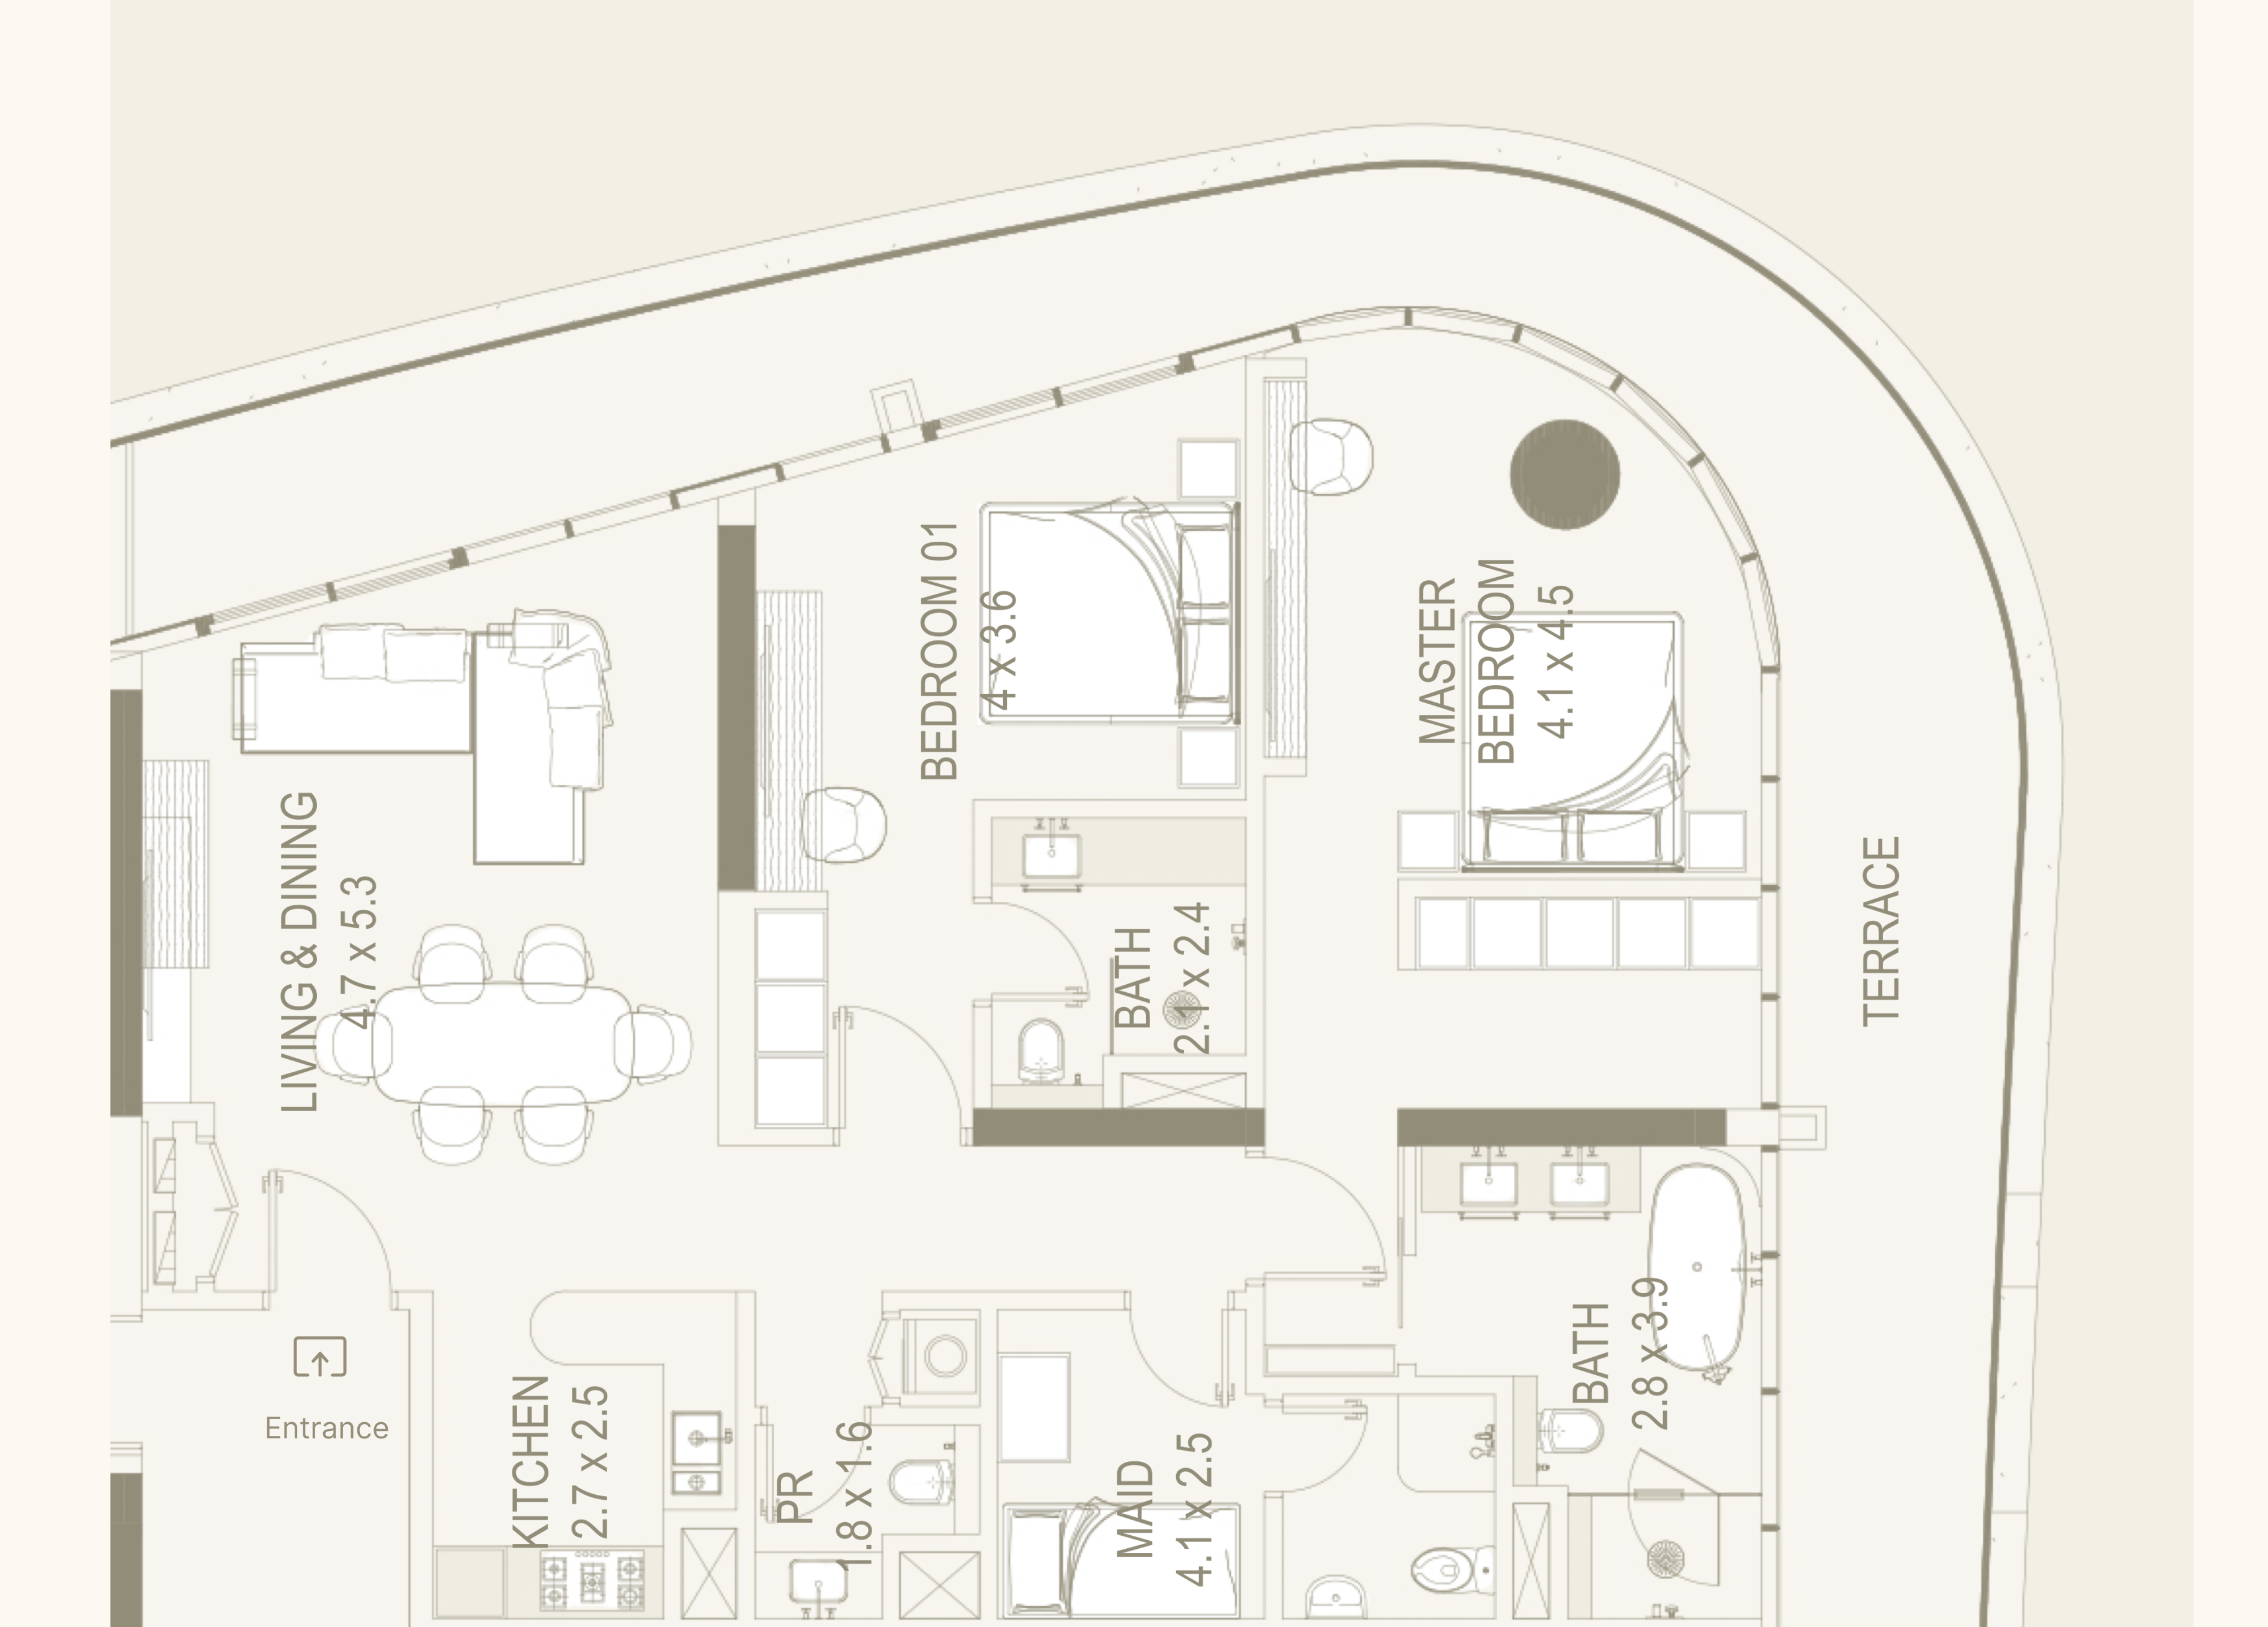 LIVING & DINING
4.7 x 5.3
BEDROOM 01
4 x 3.6
MASTER
BEDROOM
4.1 x 4.5
BATH
2.1 x 2.4
TERRACE
Entrance
KITCHEN
2.7 x 2.5
PR
1.8 x 1.6
MAID
4.1 x 2.5
BATH
2.8 x 3.9